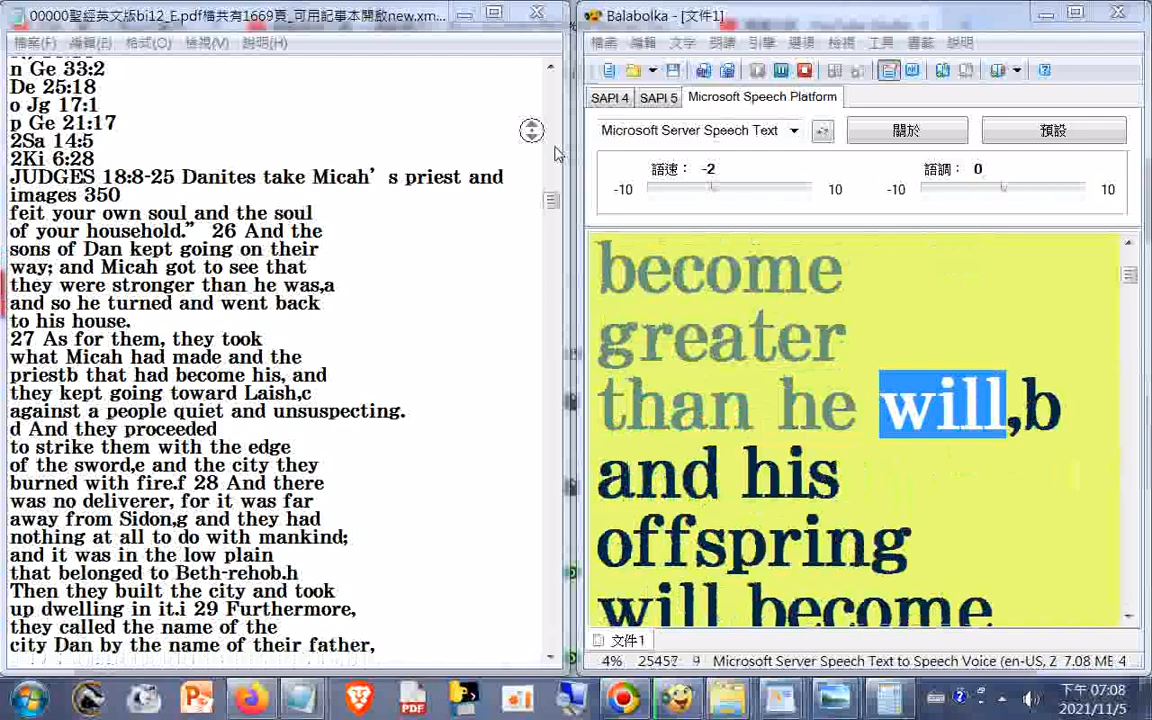 00000聖經英文版bi12_E.pdf檔共有1669頁_可用記事本開啟new.xm...
檔案(F) 編輯(E) 格式(O) 檢視(V) 說明(H)
n Ge 33:2
De 25:18
o Jg 17:1
p Ge 21:17
2Sa 14:5
2Ki 6:28
JUDGES 18:8-25 Danites take Micah’s priest and
images 350
feit your own soul and the soul
of your household.” 26 And the
sons of Dan kept going on their
way; and Micah got to see that
they were stronger than he was,a
and so he turned and went back
to his house.
27 As for them, they took
what Micah had made and the
priestb that had become his, and
they kept going toward Laish,c
against a people quiet and unsuspecting.
d And they proceeded
to strike them with the edge
of the sword,e and the city they
burned with fire.f 28 And there
was no deliverer, for it was far
away from Sidon,g and they had
nothing at all to do with mankind;
and it was in the low plain
that belonged to Beth-rehob.h
Then they built the city and took
up dwelling in it.i 29 Furthermore,
they called the name of the
city Dan by the name of their father,
Balabolka - [文件1]
檔案 編輯 文字 朗讀 引擎 選項 檢視 工具 書籤 說明
SAPI 4 SAPI 5 Microsoft Speech Platform
Microsoft Server Speech Text 關於 預設
語速： -2 語調： 0
-10 10 -10 10
become
greater
than he will,b
and his
offspring
will become
文件1
4% 25457 9 Microsoft Server Speech Text to Speech Voice (en-US, Z 7.08 MB 4
PDF
下午 07:08
2021/11/5